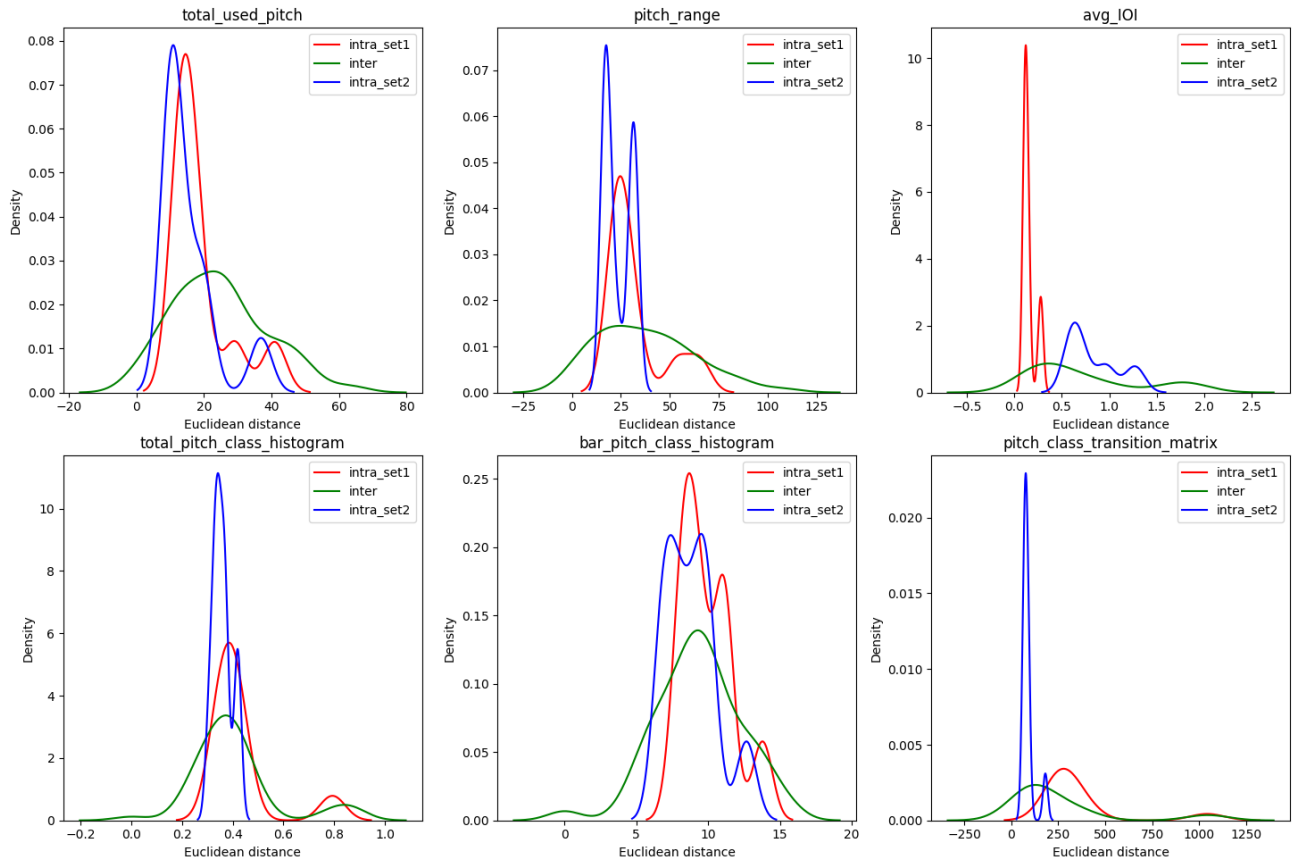 total_used_pitch
0.08
0.07
0.06
0.05
0.04
0.03
0.02
0.01
0.00
Density
−20
0
20
40
60
80
Euclidean distance
intra_set1
inter
intra_set2
pitch_range
0.07
0.06
0.05
0.04
0.03
0.02
0.01
0.00
Density
−25
0
25
50
75
100
125
Euclidean distance
intra_set1
inter
intra_set2
avg_IOI
10
8
6
4
2
0
Density
−0.5
0.0
0.5
1.0
1.5
2.0
2.5
Euclidean distance
intra_set1
inter
intra_set2
total_pitch_class_histogram
10
8
6
4
2
0
Density
−0.2
0.0
0.2
0.4
0.6
0.8
1.0
Euclidean distance
intra_set1
inter
intra_set2
bar_pitch_class_histogram
0.25
0.20
0.15
0.10
0.05
0.00
Density
0
5
10
15
20
Euclidean distance
intra_set1
inter
intra_set2
pitch_class_transition_matrix
0.020
0.015
0.010
0.005
0.000
Density
−250
0
250
500
750
1000
1250
Euclidean distance
intra_set1
inter
intra_set2